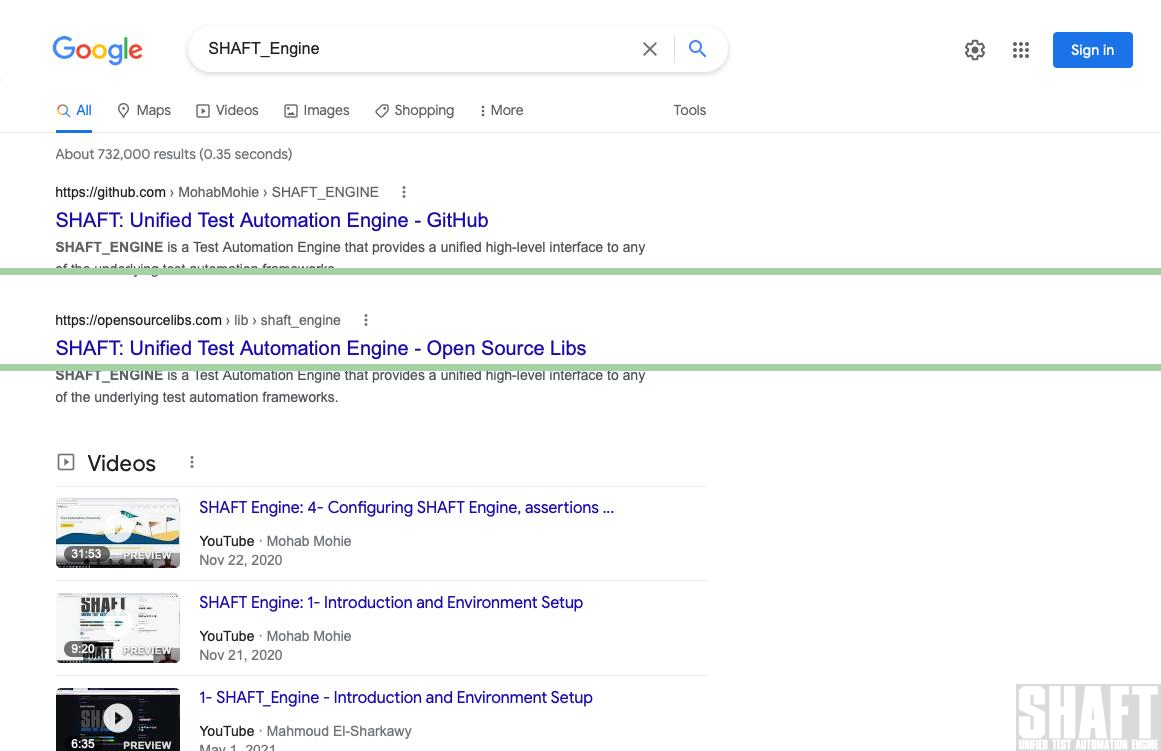 Google
SHAFT_Engine
Sign in
All
Maps
Videos
Images
Shopping
More
Tools
About 732,000 results (0.35 seconds)
https://github.com › MohabMohie › SHAFT_ENGINE
SHAFT: Unified Test Automation Engine - GitHub
SHAFT_ENGINE is a Test Automation Engine that provides a unified high-level interface to any
of the underlying test automation frameworks.
https://opensourcelibs.com › lib › shaft_engine
SHAFT: Unified Test Automation Engine - Open Source Libs
SHAFT_ENGINE is a Test Automation Engine that provides a unified high-level interface to any
of the underlying test automation frameworks.
Videos
SHAFT Engine: 4- Configuring SHAFT Engine, assertions ...
31:53
PREVIEW
YouTube · Mohab Mohie
Nov 22, 2020
SHAFT Engine: 1- Introduction and Environment Setup
SHAFT
9:20
PREVIEW
YouTube · Mohab Mohie
Nov 21, 2020
1- SHAFT_Engine - Introduction and Environment Setup
6:35
PREVIEW
YouTube · Mahmoud El-Sharkawy
May 1, 2021
SHAFT
UNIFIED TEST AUTOMATION ENGINE